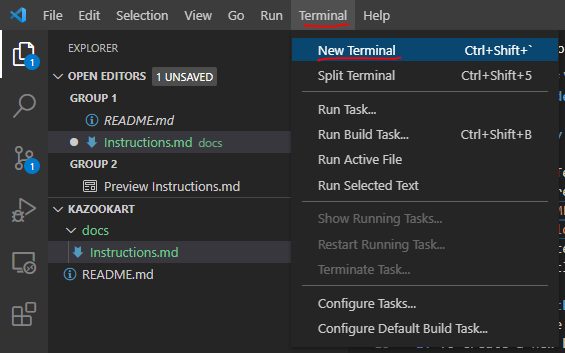 File Edit Selection View Go Run Terminal Help
EXPLORER
OPEN EDITORS 1 UNSAVED
GROUP 1
README.md
Instructions.md docs
GROUP 2
Preview Instructions.md
KAZOOKART
docs
Instructions.md
README.md
1
1
New Terminal Ctrl+Shift+`
Split Terminal Ctrl+Shift+5
Run Task...
Run Build Task... Ctrl+Shift+B
Run Active File
Run Selected Text
Show Running Tasks...
Restart Running Task...
Terminate Task...
Configure Tasks...
Configure Default Build Task...